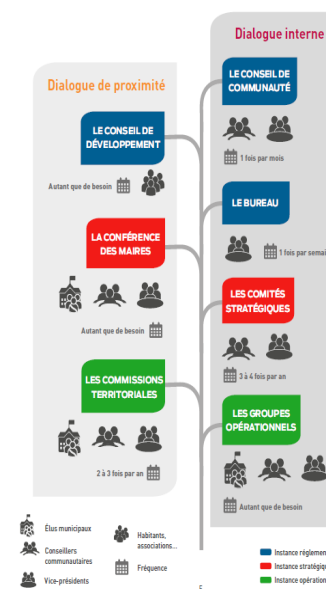 Dialogue interne
LE CONSEIL DE
COMMUNAUTÉ
1 fois par mois
LE BUREAU
LES COMITÉS
STRATÉGIQUES
3 à 4 fois par an
LES GROUPES
OPÉRATIONNELS
Autant que de besoin
Dialogue de proximité
LE CONSEIL DE
DÉVELOPPEMENT
Autant que de besoin
LA CONFÉRENCE
DES MAIRES
Autant que de besoin
LES COMMISSIONS
TERRITORIALES
2 à 3 fois par an
1 fois par semai
Élus municipaux
Conseillers
communautaires
Vice-présidents
Habitants,
associations...
Fréquence
Instance réglemen
Instance stratégiq
Instance opération